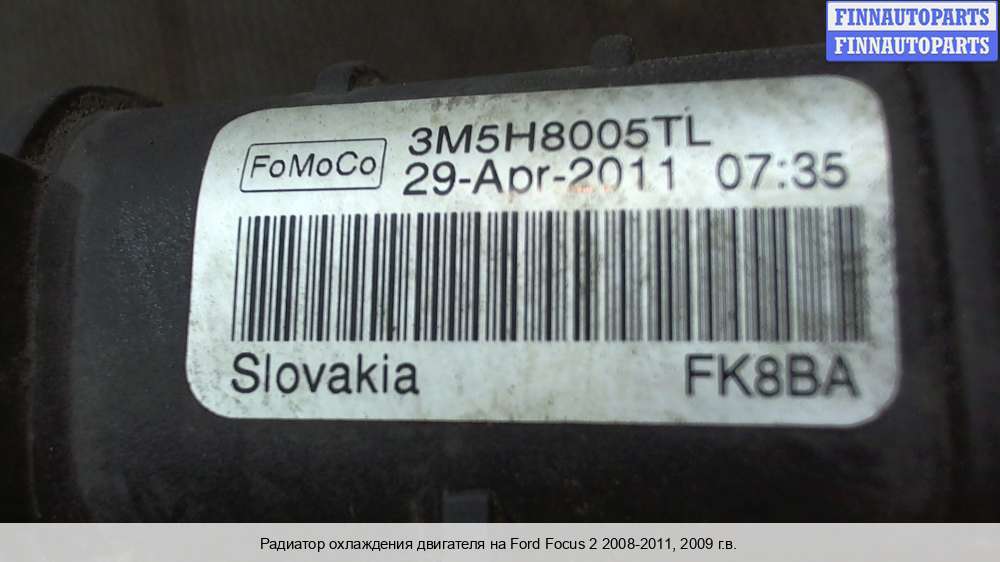 FINNAUTOPARTS
FINNAUTOPARTS
3M5H8005TL
FoMoCo
29-Apr-2011 07:35
Slovakia FK8BA
Радиатор охлаждения двигателя на Ford Focus 2 2008-2011, 2009 г.в.